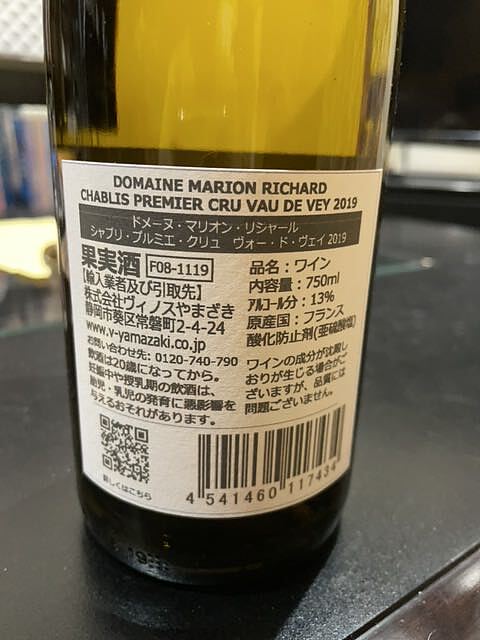 DOMAINE MARION RICHARD
CHABLIS PREMIER CRU VAU DE VEY 2019
ドメーヌ・マリオン・リシャール
シャブリ・プルミエ・クリュ ヴォー・ド・ヴェイ 2019
果実酒 F08-1119
【輸入業者及び引取先】
株式会社ヴィノスやまざき
静岡市葵区常磐町2-4-24
www.v-yamazaki.co.jp
お問い合わせ先：0120-740-790
飲酒は20歳になってから。
妊娠中や授乳期の飲酒は、
胎児・乳児の発育に悪影響を
与えるおそれがあります。
詳しくはこちら
品名：ワイン
内容量：750ml
アルコール分：13%
原産国：フランス
酸化防止剤(亜硫酸塩)
ワインの成分が沈殿し
おりが生じる場合がご
ざいますが、品質には
問題ございません。
4 541460 117434